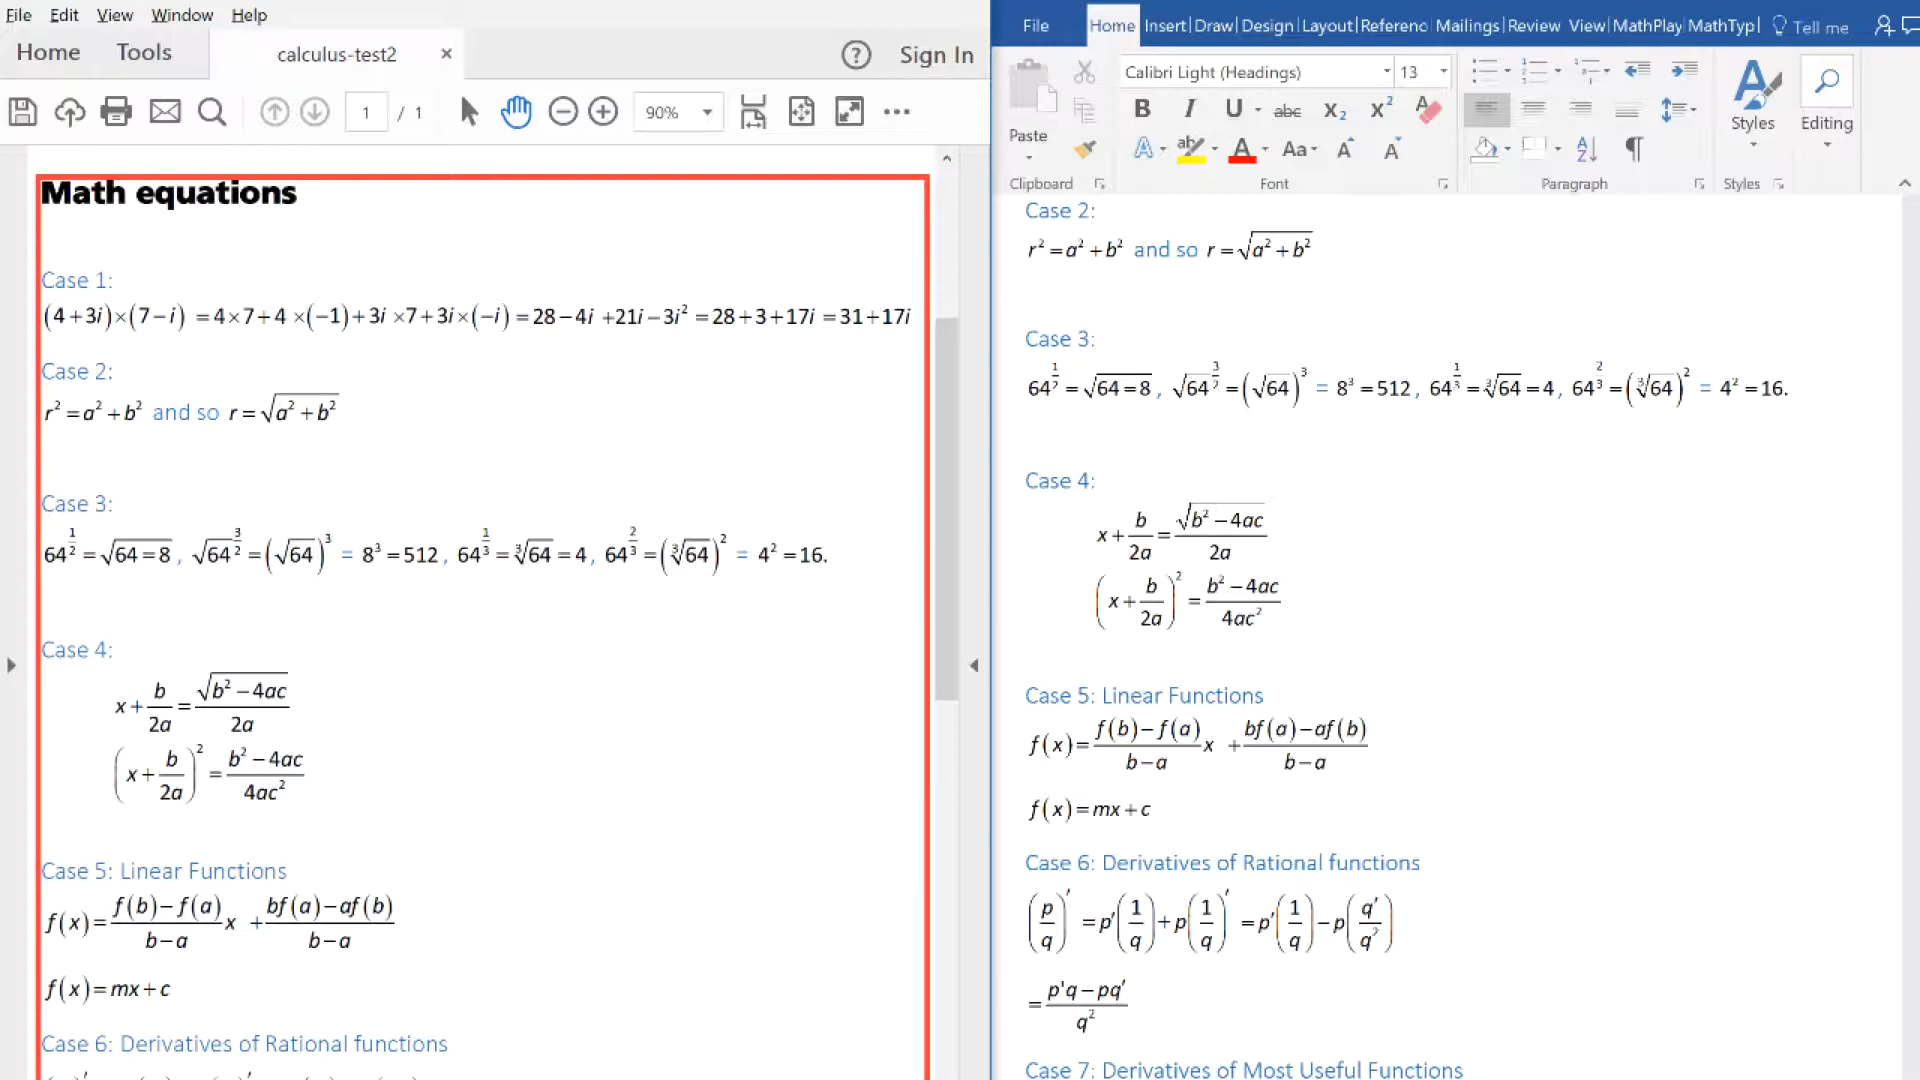 File Edit View Window Help
Home Tools calculus-test2 × ? Sign In
1 / 1 90%
Math equations
Case 1:
(4+3i)×(7−i) =4×7+4 ×(−1)+3i ×7+3i×(−i)=28−4i +21i−3i²=28+3+17i =31+17i
Case 2:
r²=a²+b² and so r=√(a²+b²)
Case 3:
64^(1/2)=√(64=8), √64^(3/2)=(√64)³ = 8³=512, 64^(1/3)=∛64=4, 64^(2/3)=(∛64)² = 4²=16.
Case 4:
x+b/2a=√(b²−4ac)/2a
(x+b/2a)²=(b²−4ac)/4ac²
Case 5: Linear Functions
f(x)=(f(b)−f(a))/(b−a) x +(bf(a)−af(b))/(b−a)
f(x)=mx+c
Case 6: Derivatives of Rational functions
File Home Insert Draw Design Layout Referenc Mailings Review View MathPlay MathTyp Tell me
Calibri Light (Headings) 13
B I U abc X₂ X² A
Paste Styles Editing
A ab A Aa A A
Clipboard Font Paragraph Styles
Case 2:
r²=a²+b² and so r=√(a²+b²)
Case 3:
64^(1/2)=√(64=8), √64^(3/2)=(√64)³ = 8³=512, 64^(1/3)=∛64=4, 64^(2/3)=(∛64)² = 4²=16.
Case 4:
x+b/2a=√(b²−4ac)/2a
(x+b/2a)²=(b²−4ac)/4ac²
Case 5: Linear Functions
f(x)=(f(b)−f(a))/(b−a) x +(bf(a)−af(b))/(b−a)
f(x)=mx+c
Case 6: Derivatives of Rational functions
(p/q)′ =p′(1/q)+p(1/q)′ =p′(1/q)−p(q′/q²)
=(p'q−pq′)/q²
Case 7: Derivatives of Most Useful Functions